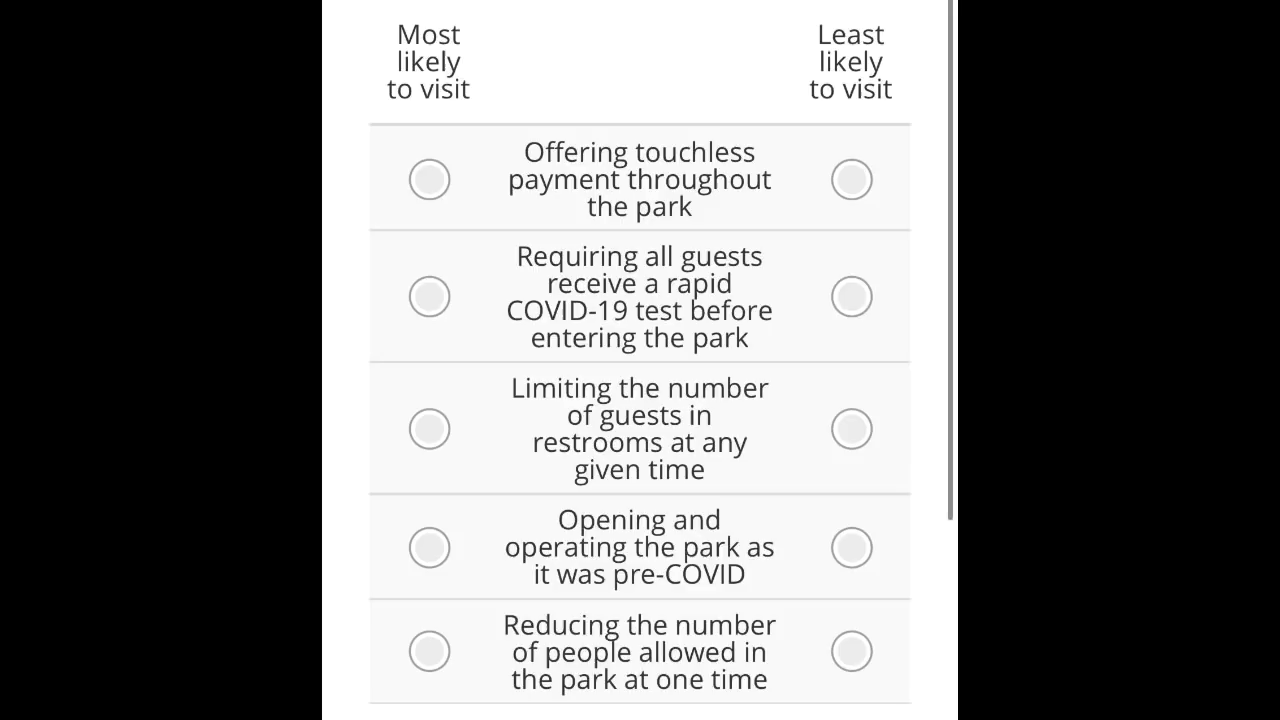 Most
likely
to visit
Least
likely
to visit
Offering touchless
payment throughout
the park
Requiring all guests
receive a rapid
COVID-19 test before
entering the park
Limiting the number
of guests in
restrooms at any
given time
Opening and
operating the park as
it was pre-COVID
Reducing the number
of people allowed in
the park at one time